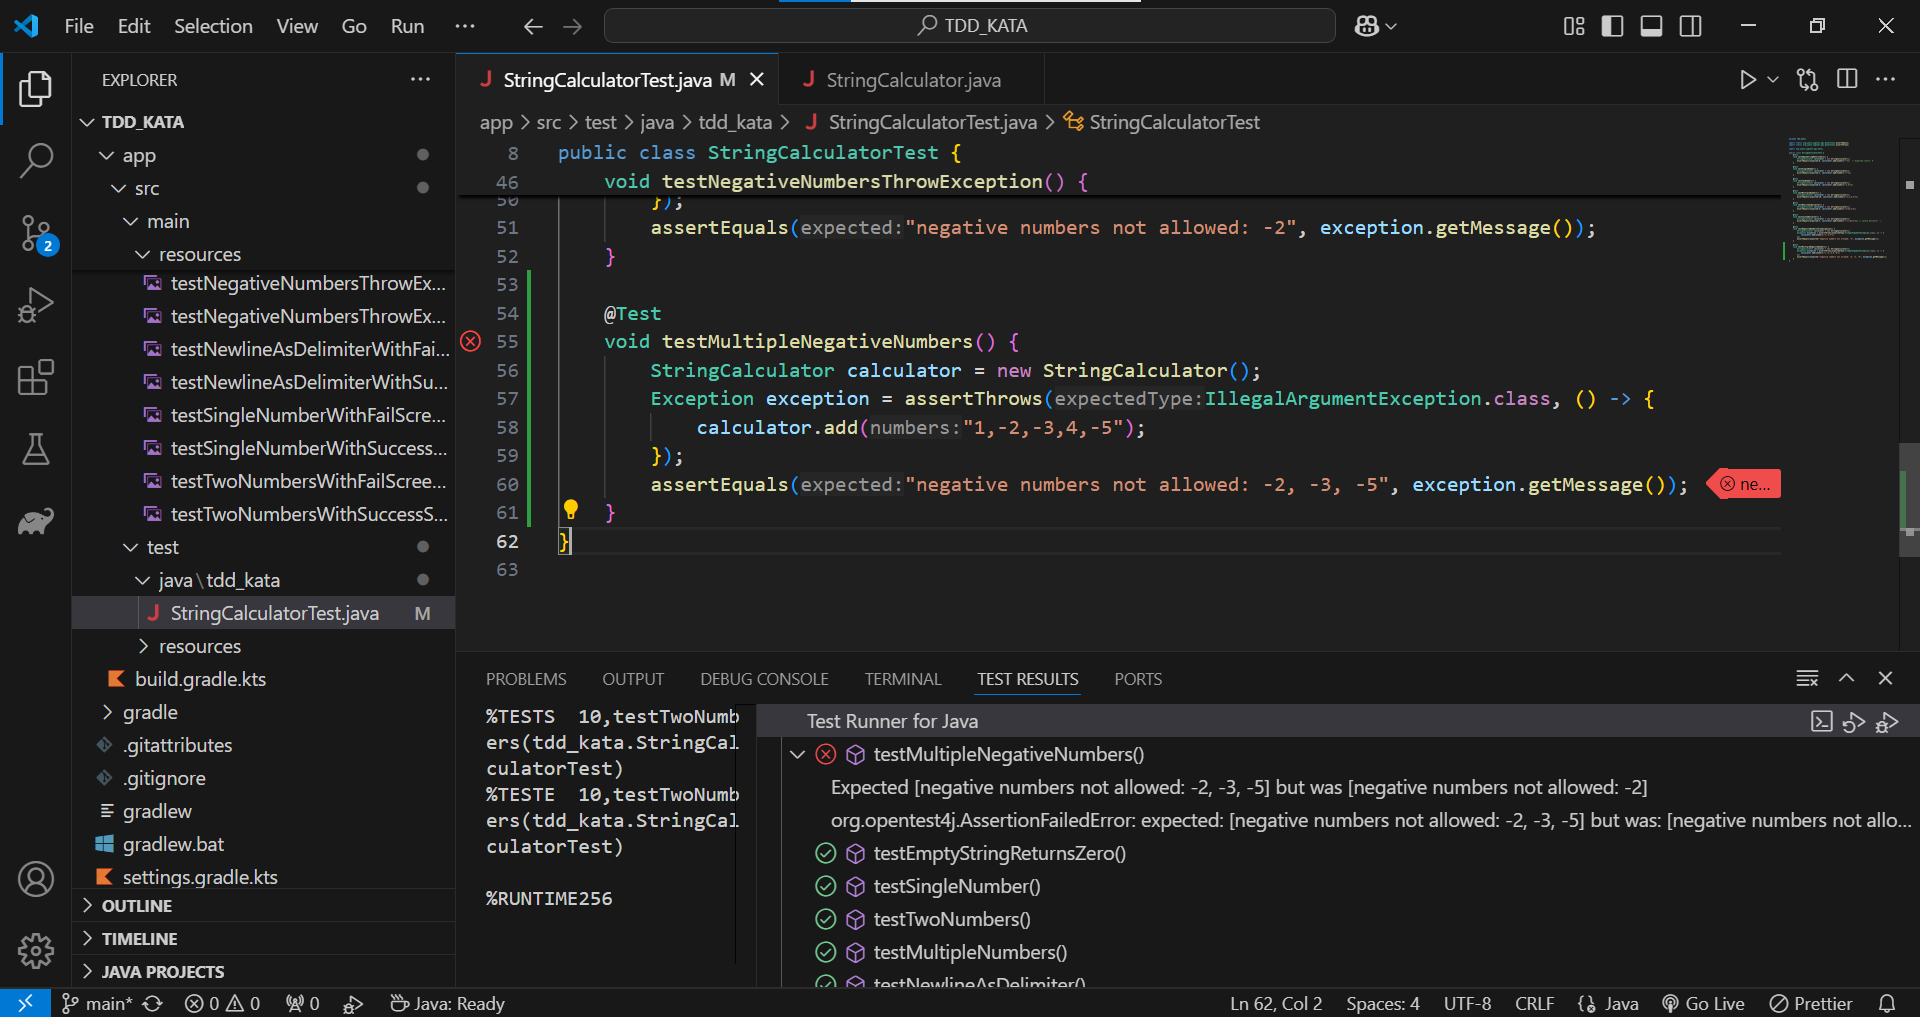 File Edit Selection View Go Run ··· TDD_KATA
EXPLORER ···
TDD_KATA
app
src
main
resources
testNegativeNumbersThrowEx...
testNegativeNumbersThrowEx...
testNewlineAsDelimiterWithFai...
testNewlineAsDelimiterWithSu...
testSingleNumberWithFailScree...
testSingleNumberWithSuccess...
testTwoNumbersWithFailScree...
testTwoNumbersWithSuccessS...
test
java\tdd_kata
StringCalculatorTest.java M
resources
build.gradle.kts
gradle
.gitattributes
.gitignore
gradlew
gradlew.bat
settings.gradle.kts
OUTLINE
TIMELINE
JAVA PROJECTS
2
StringCalculatorTest.java M
StringCalculator.java
app > src > test > java > tdd_kata > StringCalculatorTest.java > StringCalculatorTest
8 public class StringCalculatorTest {
46 void testNegativeNumbersThrowException() {
50 });
51 assertEquals(expected:"negative numbers not allowed: -2", exception.getMessage());
52 }
53
54 @Test
55 void testMultipleNegativeNumbers() {
56 StringCalculator calculator = new StringCalculator();
57 Exception exception = assertThrows(expectedType:IllegalArgumentException.class, () -> {
58 calculator.add(numbers:"1,-2,-3,4,-5");
59 });
60 assertEquals(expected:"negative numbers not allowed: -2, -3, -5", exception.getMessage()); ne...
61 }
62 }
63
PROBLEMS OUTPUT DEBUG CONSOLE TERMINAL TEST RESULTS PORTS
%TESTS 10,testTwoNumb
ers(tdd_kata.StringCal
culatorTest)
%TESTE 10,testTwoNumb
ers(tdd_kata.StringCal
culatorTest)
%RUNTIME256
Test Runner for Java
testMultipleNegativeNumbers()
Expected [negative numbers not allowed: -2, -3, -5] but was [negative numbers not allowed: -2]
org.opentest4j.AssertionFailedError: expected: [negative numbers not allowed: -2, -3, -5] but was: [negative numbers not allo...
testEmptyStringReturnsZero()
testSingleNumber()
testTwoNumbers()
testMultipleNumbers()
testNewlineAsDelimiter()
main* 0 0 0 Java: Ready
Ln 62, Col 2 Spaces: 4 UTF-8 CRLF Java Go Live Prettier